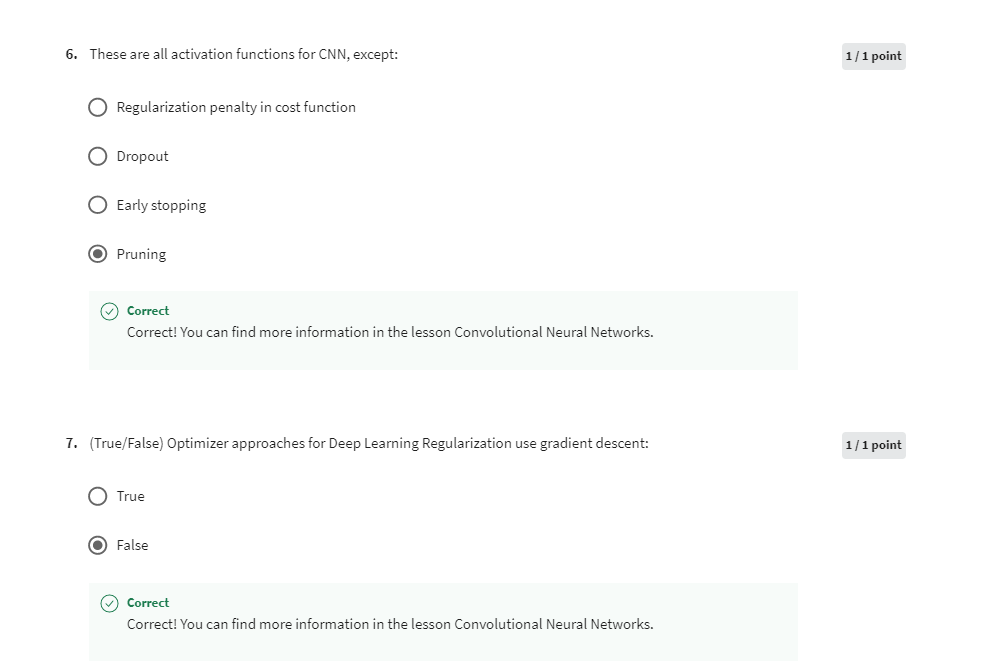 6. These are all activation functions for CNN, except:
1 / 1 point
Regularization penalty in cost function
Dropout
Early stopping
Pruning
Correct
Correct! You can find more information in the lesson Convolutional Neural Networks.
7. (True/False) Optimizer approaches for Deep Learning Regularization use gradient descent:
1 / 1 point
True
False
Correct
Correct! You can find more information in the lesson Convolutional Neural Networks.